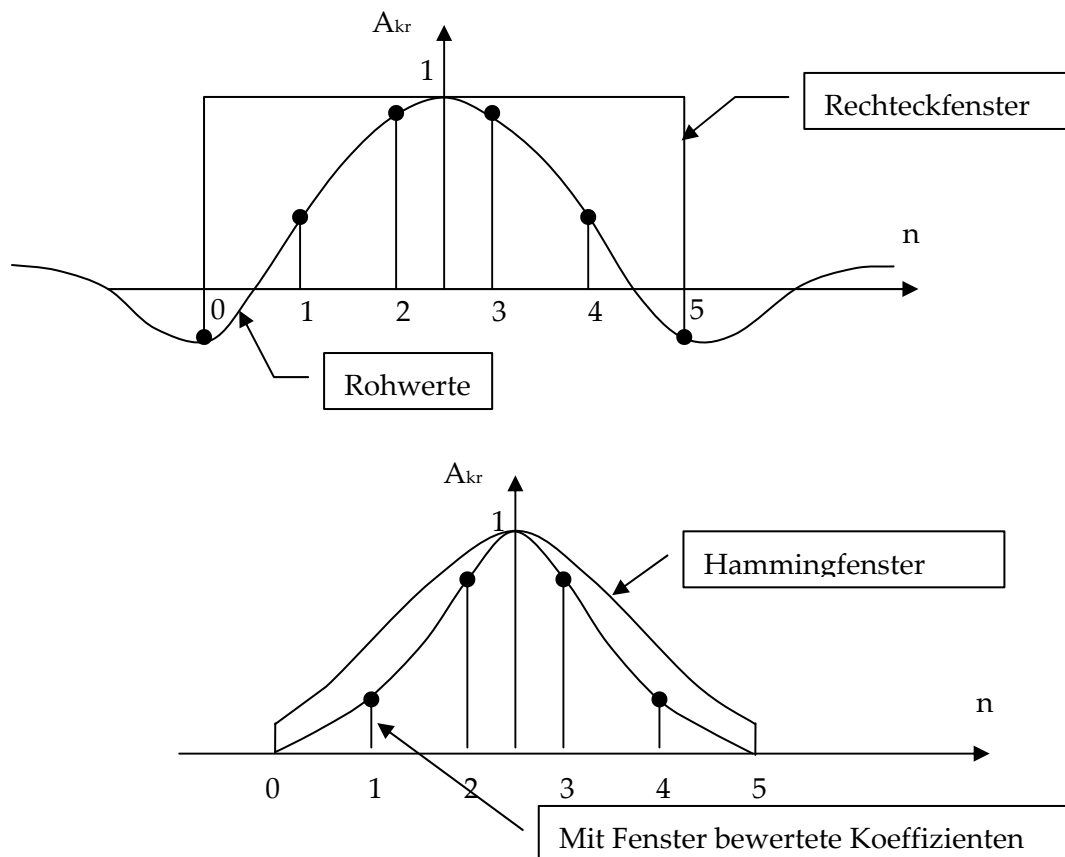 Akr
1
Rechteckfenster
n
0 1 2 3 4 5
Rohwerte
Akr
1
Hammingfenster
n
0 1 2 3 4 5
Mit Fenster bewertete Koeffizienten